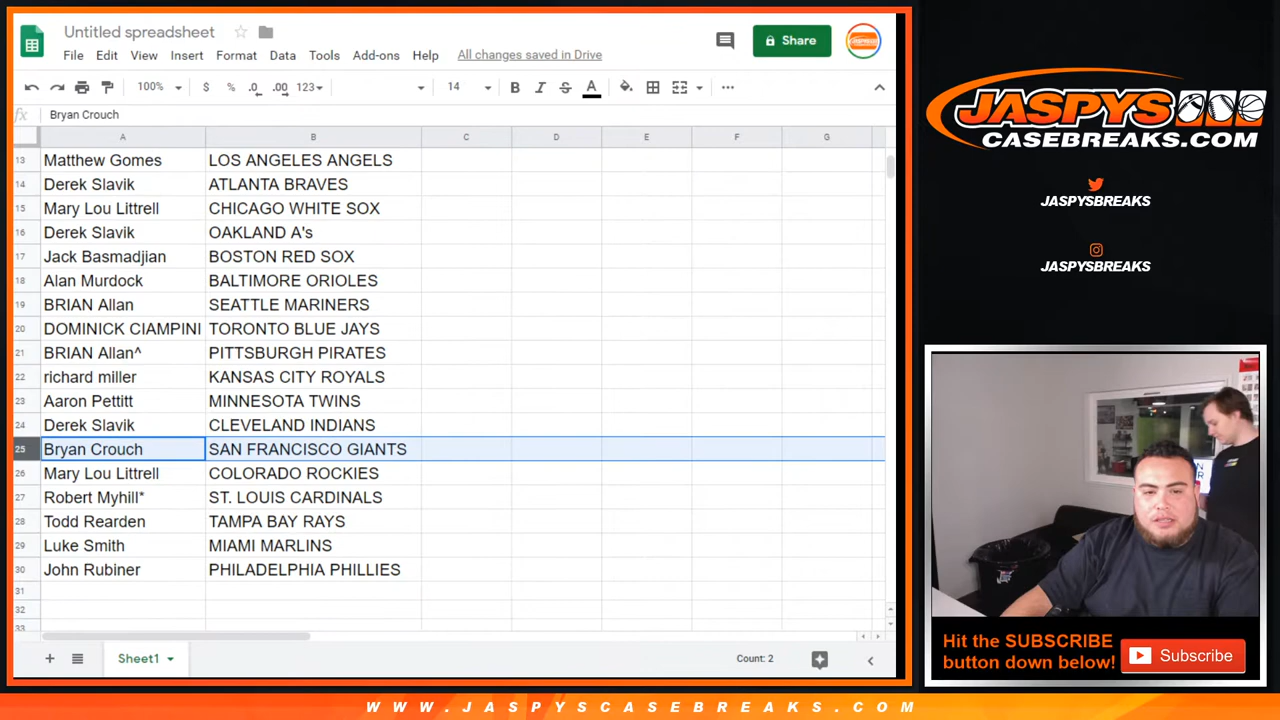 Untitled spreadsheet
File Edit View Insert Format Data Tools Add-ons Help All changes saved in Drive
Share
100% $ % .0 .00 123 14 B I S A
fx Bryan Crouch
A B C D E F G
13 Matthew Gomes LOS ANGELES ANGELS
14 Derek Slavik ATLANTA BRAVES
15 Mary Lou Littrell CHICAGO WHITE SOX
16 Derek Slavik OAKLAND A's
17 Jack Basmadjian BOSTON RED SOX
18 Alan Murdock BALTIMORE ORIOLES
19 BRIAN Allan SEATTLE MARINERS
20 DOMINICK CIAMPINI TORONTO BLUE JAYS
21 BRIAN Allan^ PITTSBURGH PIRATES
22 richard miller KANSAS CITY ROYALS
23 Aaron Pettitt MINNESOTA TWINS
24 Derek Slavik CLEVELAND INDIANS
25 Bryan Crouch SAN FRANCISCO GIANTS
26 Mary Lou Littrell COLORADO ROCKIES
27 Robert Myhill* ST. LOUIS CARDINALS
28 Todd Rearden TAMPA BAY RAYS
29 Luke Smith MIAMI MARLINS
30 John Rubiner PHILADELPHIA PHILLIES
31
32
33
Sheet1 Count: 2
JASPYS
CASEBREAKS.COM
JASPYSBREAKS
JASPYSBREAKS
Hit the SUBSCRIBE
button down below!
Subscribe
WWW.JASPYSCASEBREAKS.COM